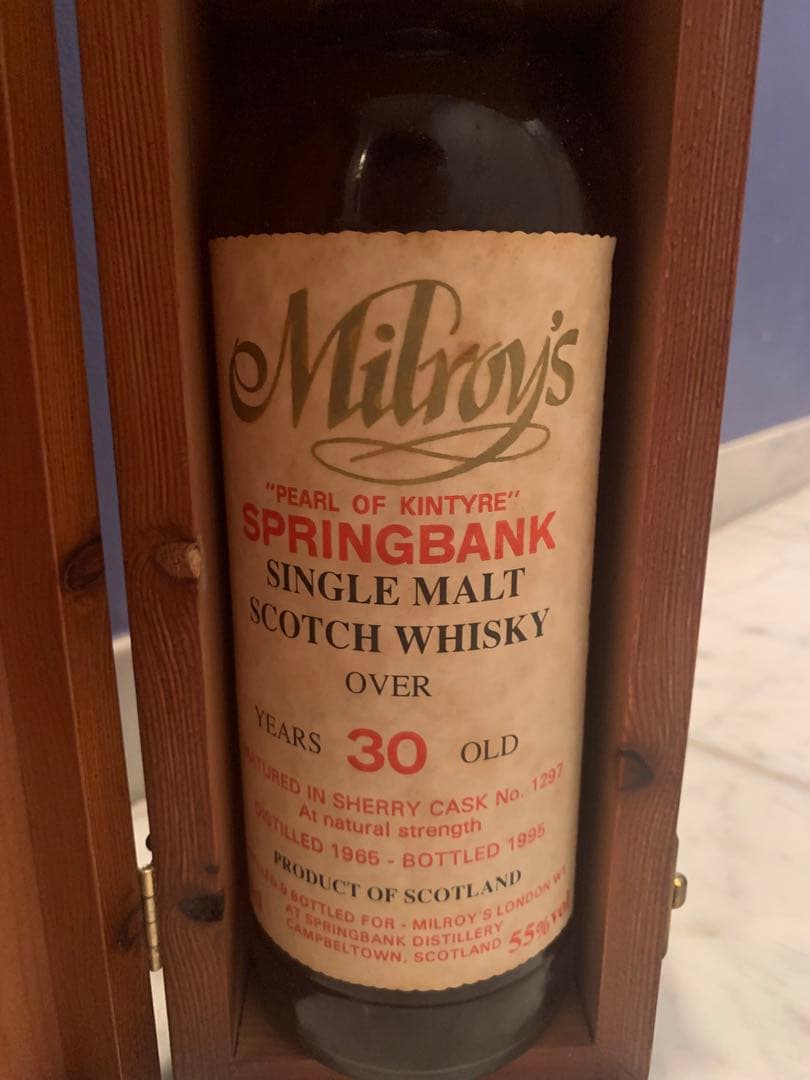 Milroy's
"PEARL OF KINTYRE"
SPRINGBANK
SINGLE MALT
SCOTCH WHISKY
OVER
YEARS 30 OLD
MATURED IN SHERRY CASK No. 1297
At natural strength
DISTILLED 1965 - BOTTLED 1995
PRODUCT OF SCOTLAND
& BOTTLED FOR - MILROY'S LONDON W1
AT SPRINGBANK DISTILLERY
CAMPBELTOWN, SCOTLAND 55% vol